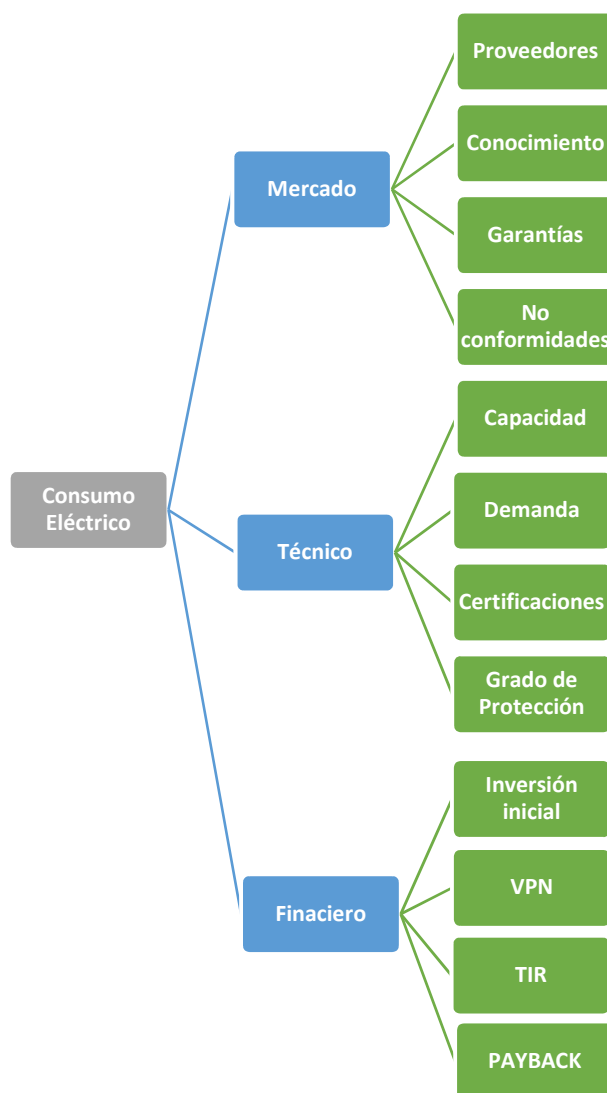 Proveedores
Conocimiento
Mercado
Garantías
No
conformidades
Capacidad
Consumo
Eléctrico
Demanda
Técnico
Certificaciones
Grado de
Protección
Inversión
inicial
VPN
Finaciero
TIR
PAYBACK